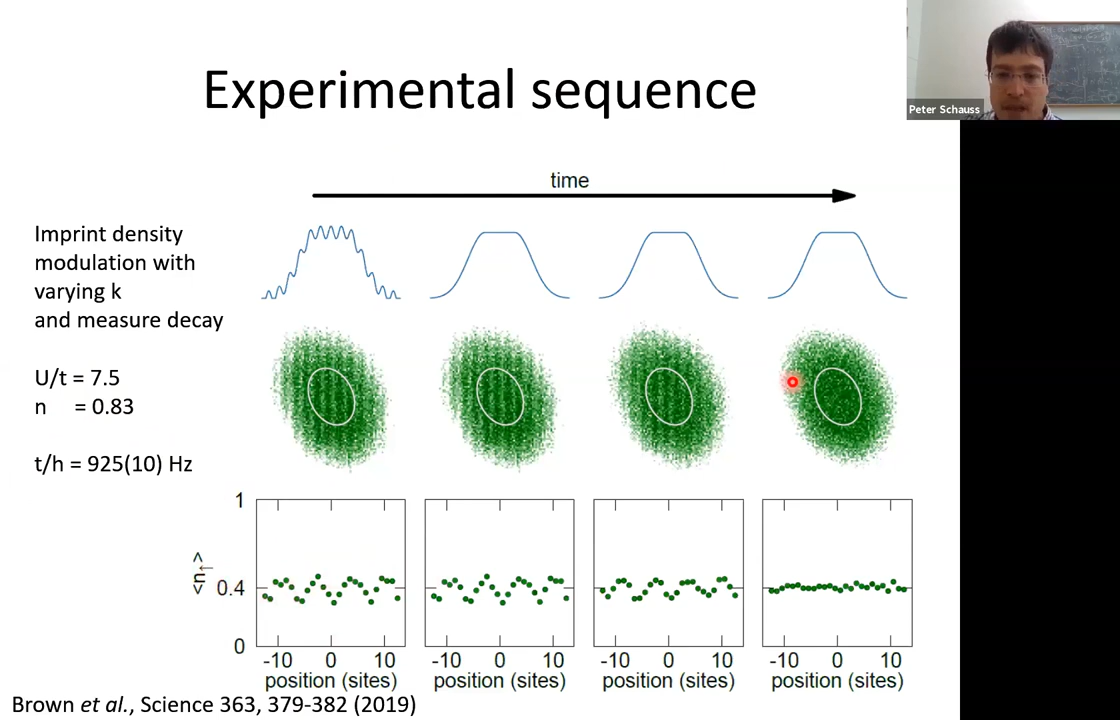 Experimental sequence
Peter Schauss
time
Imprint density
modulation with
varying k
and measure decay
U/t = 7.5
n = 0.83
t/h = 925(10) Hz
1
0.4
0
<n↑>
-10 0 10
position (sites)
-10 0 10
position (sites)
-10 0 10
position (sites)
-10 0 10
position (sites)
Brown et al., Science 363, 379-382 (2019)